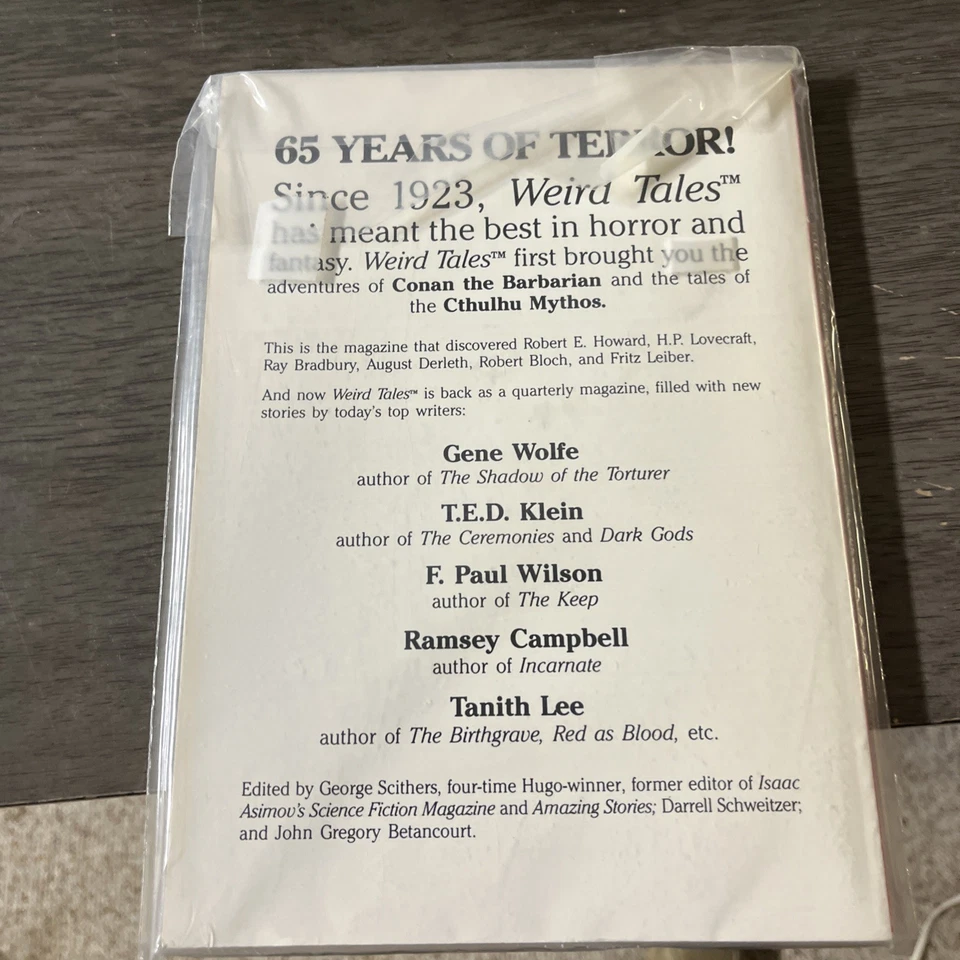 65 YEARS OF TERROR!
Since 1923, Weird Tales™
has meant the best in horror and
fantasy. Weird Tales™ first brought you the
adventures of Conan the Barbarian and the tales of
the Cthulhu Mythos.
This is the magazine that discovered Robert E. Howard, H.P. Lovecraft,
Ray Bradbury, August Derleth, Robert Bloch, and Fritz Leiber.
And now Weird Tales™ is back as a quarterly magazine, filled with new
stories by today's top writers:
Gene Wolfe
author of The Shadow of the Torturer
T.E.D. Klein
author of The Ceremonies and Dark Gods
F. Paul Wilson
author of The Keep
Ramsey Campbell
author of Incarnate
Tanith Lee
author of The Birthgrave, Red as Blood, etc.
Edited by George Scithers, four-time Hugo-winner, former editor of Isaac
Asimov's Science Fiction Magazine and Amazing Stories; Darrell Schweitzer;
and John Gregory Betancourt.